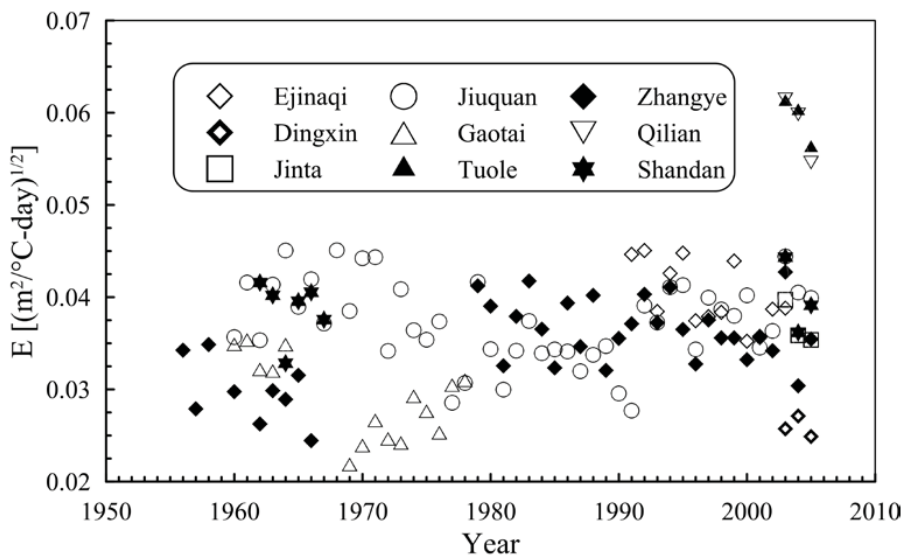 0.07
0.06
0.05
0.04
0.03
0.02
E [(m²/°C-day)^1/2]
Ejinaqi Jiuquan Zhangye
Dingxin Gaotai Qilian
Jinta Tuole Shandan
1950 1960 1970 1980 1990 2000 2010
Year